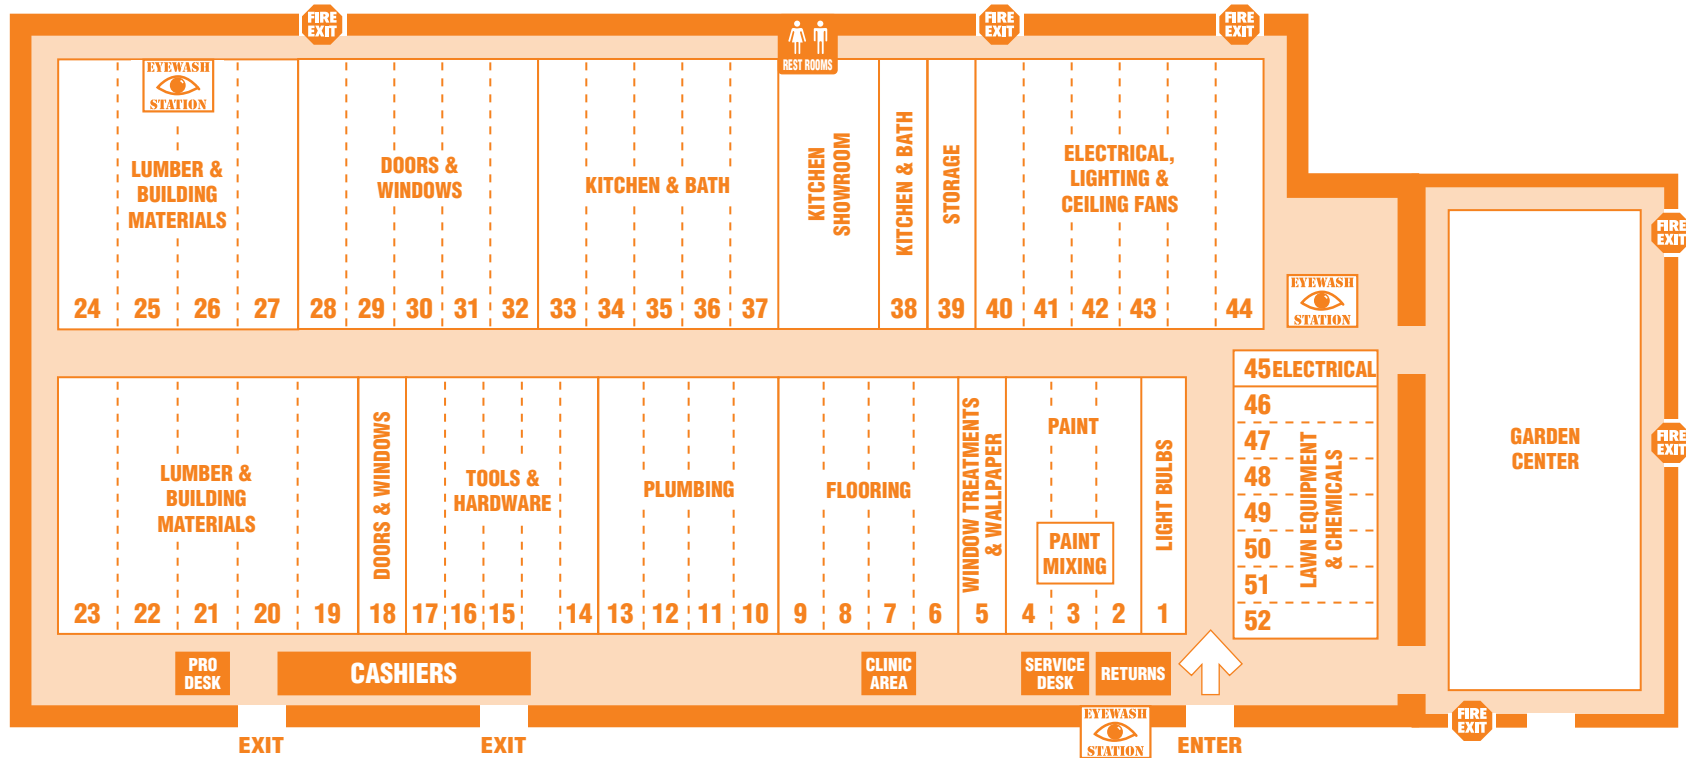 FIRE
EXIT
FIRE
EXIT
FIRE
EXIT
REST ROOMS
EYEWASH
STATION
LUMBER &
BUILDING
MATERIALS
DOORS &
WINDOWS
KITCHEN & BATH
KITCHEN
SHOWROOM
KITCHEN & BATH
STORAGE
ELECTRICAL,
LIGHTING &
CEILING FANS
24 25 26 27 28 29 30 31 32 33 34 35 36 37 38 39 40 41 42 43 44
EYEWASH
STATION
FIRE
EXIT
FIRE
EXIT
GARDEN
CENTER
45 ELECTRICAL
46
47
48
49
50
51
52
LAWN EQUIPMENT
& CHEMICALS
LUMBER &
BUILDING
MATERIALS
DOORS & WINDOWS
TOOLS &
HARDWARE
PLUMBING
FLOORING
WINDOW TREATMENTS
& WALLPAPER
PAINT
PAINT
MIXING
LIGHT BULBS
23 22 21 20 19 18 17 16 15 14 13 12 11 10 9 8 7 6 5 4 3 2 1
PRO
DESK
CASHIERS
CLINIC
AREA
SERVICE
DESK
RETURNS
EYEWASH
STATION
FIRE
EXIT
EXIT
EXIT
ENTER